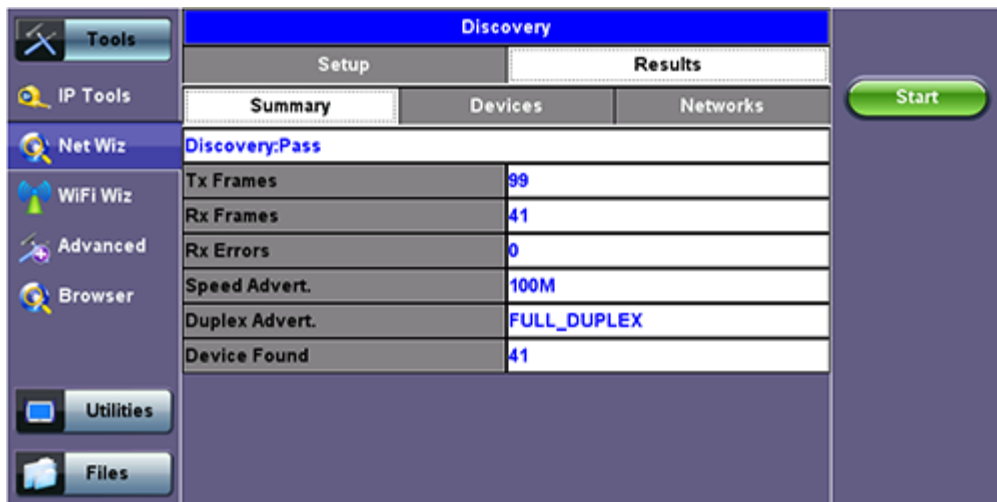 Tools
IP Tools
Net Wiz
WiFi Wiz
Advanced
Browser
Utilities
Files
Discovery
Setup Results
Summary Devices Networks
Discovery:Pass
Tx Frames 99
Rx Frames 41
Rx Errors 0
Speed Advert. 100M
Duplex Advert. FULL_DUPLEX
Device Found 41
Start